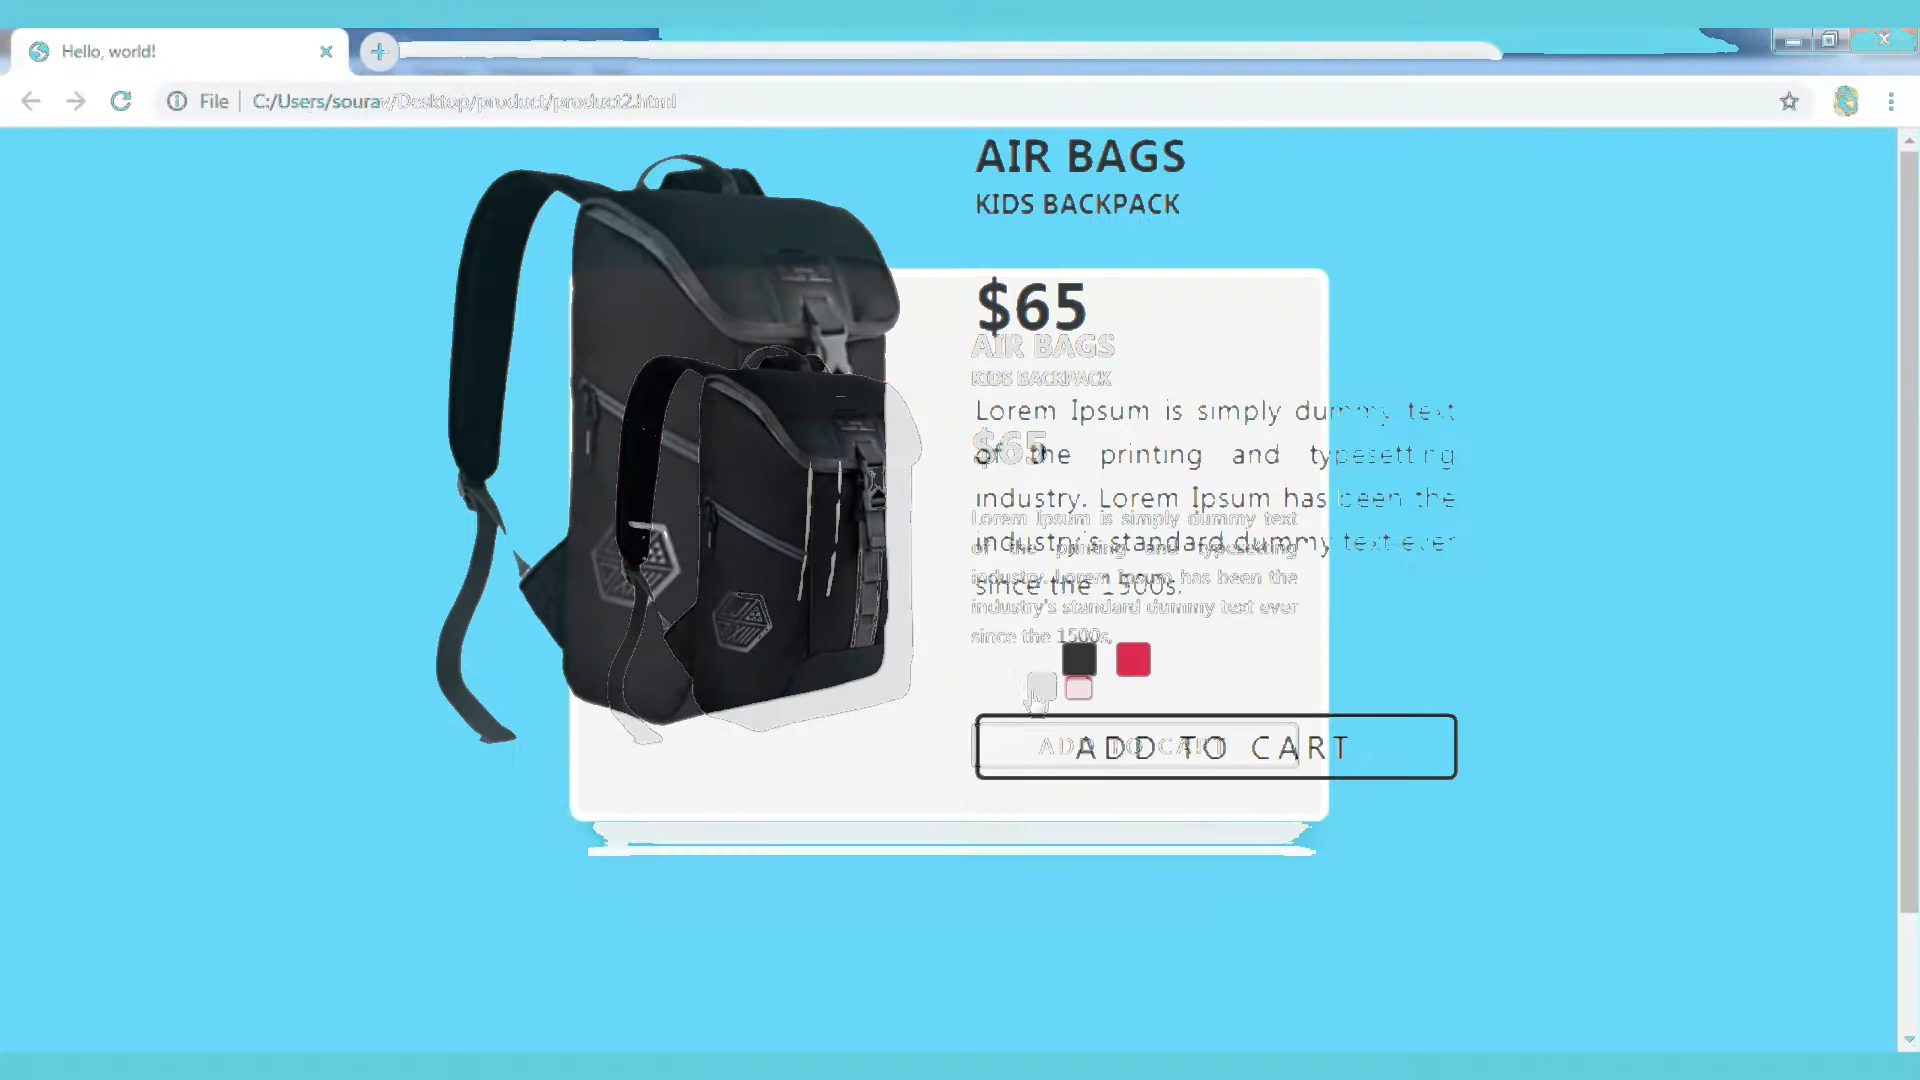 Hello, world!
File C:/Users/sourav/Desktop/product/product2.html
AIR BAGS
KIDS BACKPACK
$65
AIR BAGS
KIDS BACKPACK
Lorem Ipsum is simply dummy text
of the printing and typesetting
industry. Lorem Ipsum has been the
industry's standard dummy text ever
since the 1500s.
$65
Lorem Ipsum is simply dummy text
of the printing and typesetting
industry. Lorem Ipsum has been the
industry's standard dummy text ever
since the 1500s,
ADD TO CART
ADD TO CART